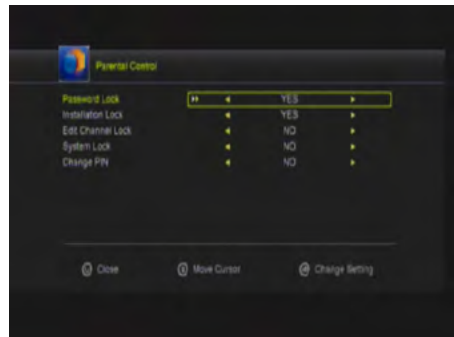 Parental Control
Password Lock YES
Installation Lock YES
Edit Channel Lock NO
System Lock NO
Change PIN NO
Close Move Cursor Change Setting